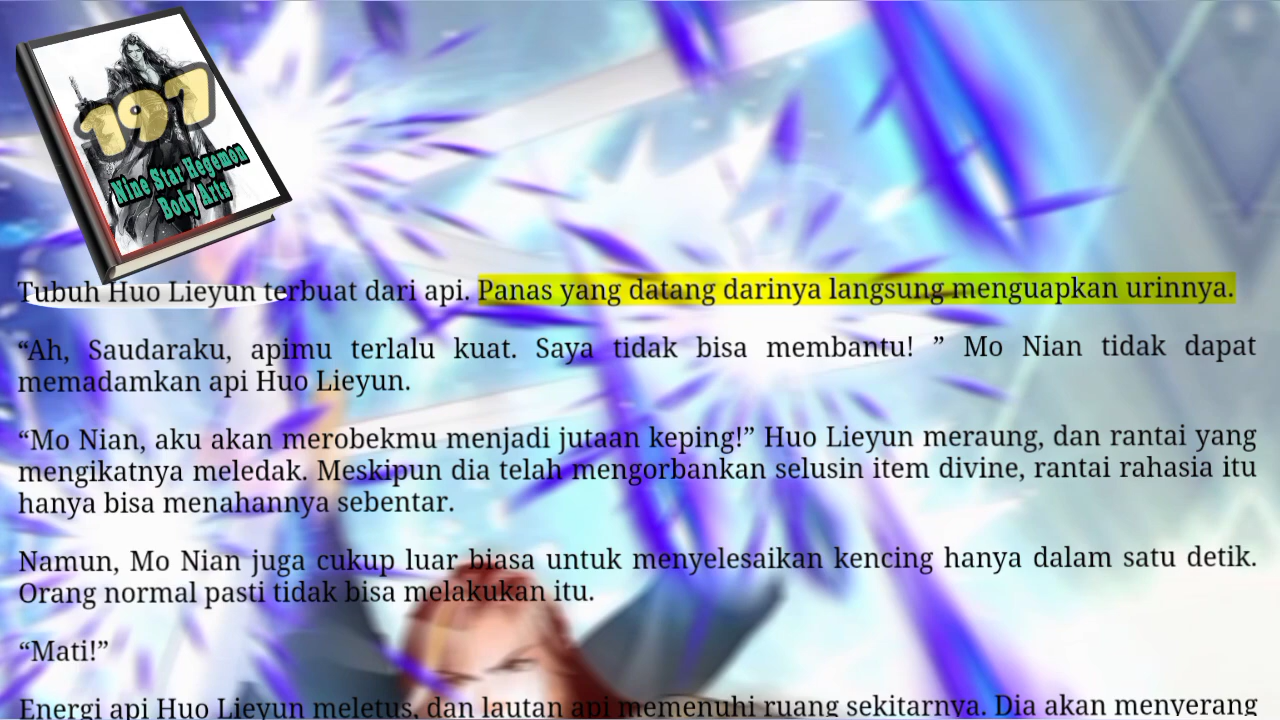 197
Nine Star Hegemon
Body Arts
Tubuh Huo Lieyun terbuat dari api. Panas yang datang darinya langsung menguapkan urinnya.
“Ah, Saudaraku, apimu terlalu kuat. Saya tidak bisa membantu! ” Mo Nian tidak dapat
memadamkan api Huo Lieyun.
“Mo Nian, aku akan merobekmu menjadi jutaan keping!” Huo Lieyun meraung, dan rantai yang
mengikatnya meledak. Meskipun dia telah mengorbankan selusin item divine, rantai rahasia itu
hanya bisa menahannya sebentar.
Namun, Mo Nian juga cukup luar biasa untuk menyelesaikan kencing hanya dalam satu detik.
Orang normal pasti tidak bisa melakukan itu.
“Mati!”
Energi api Huo Lieyun meletus, dan lautan api memenuhi ruang sekitarnya. Dia akan menyerang